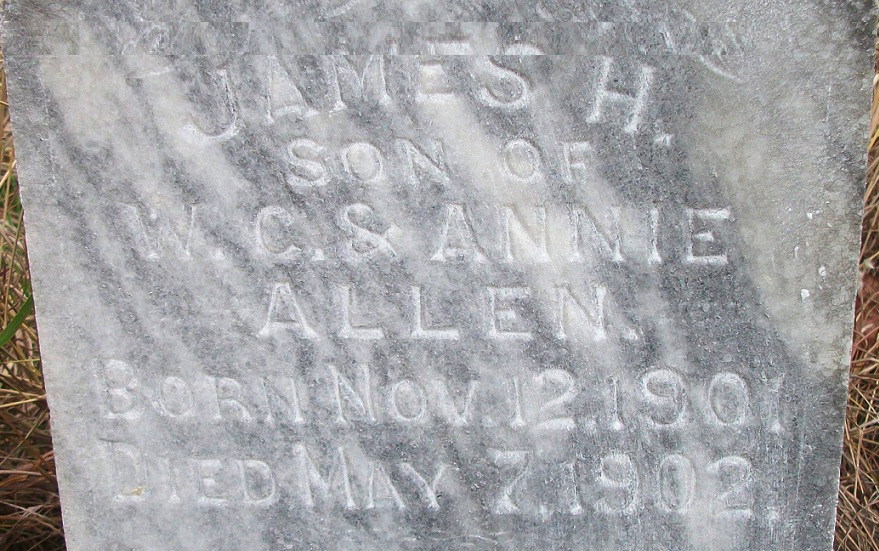 JAMES H.
SON OF
W. C. & ANNIE
ALLEN.
BORN NOV. 12, 1901
DIED MAY 7, 1902.